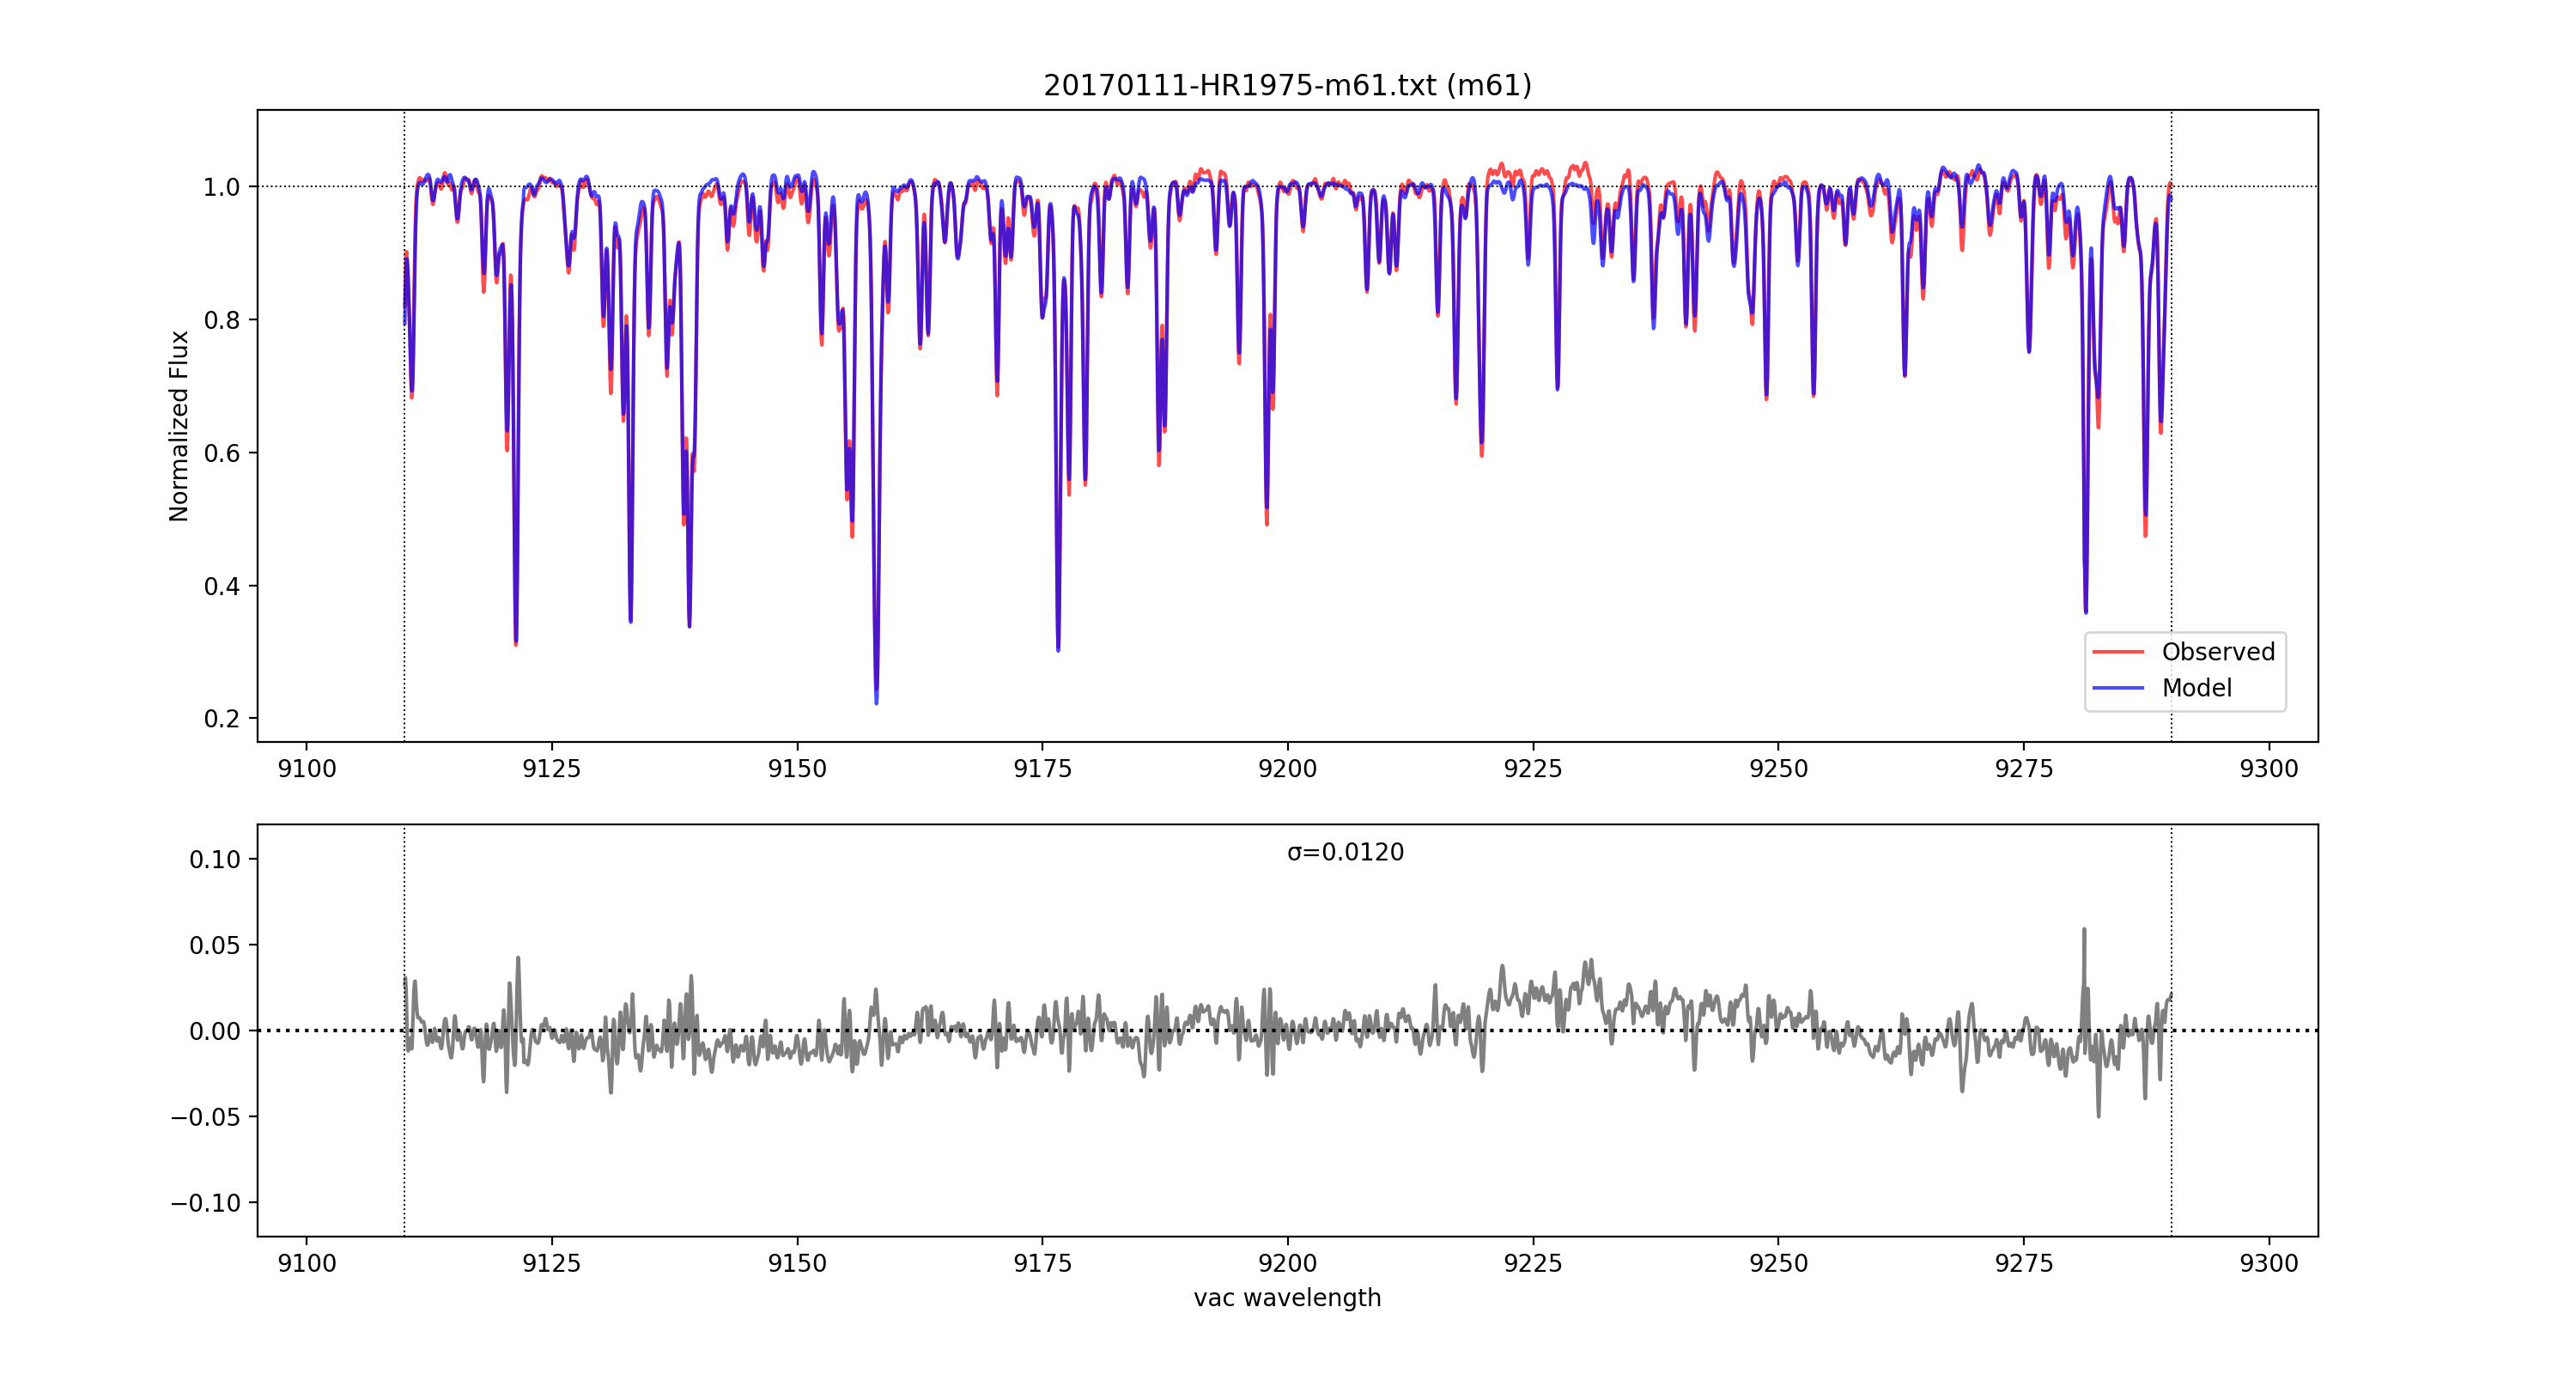 20170111-HR1975-m61.txt (m61)
Normalized Flux
1.0
0.8
0.6
0.4
0.2
Observed
Model
9100 9125 9150 9175 9200 9225 9250 9275 9300
σ=0.0120
0.10
0.05
0.00
−0.05
−0.10
9100 9125 9150 9175 9200 9225 9250 9275 9300
vac wavelength